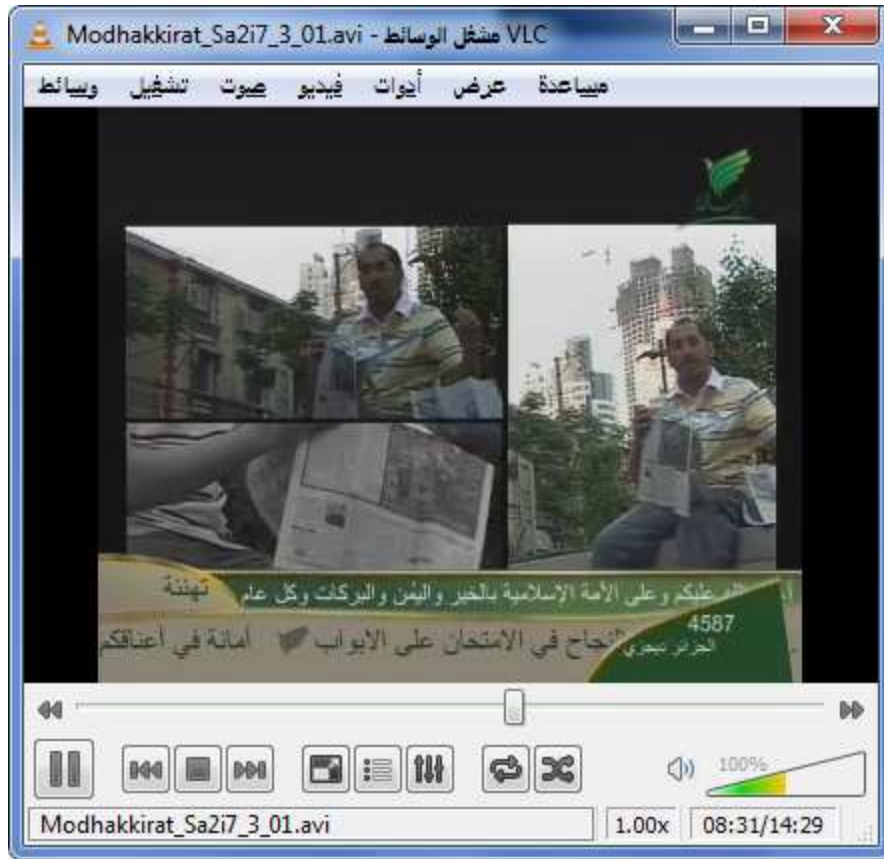 Modhakkirat_Sa2i7_3_01.avi - مشغل الوسائط VLC
وسائط تشغيل صوت فيديو أدوات عرض مساعدة
عليكم وعلى الأمة الإسلامية بالخير واليمن والبركات وكل عام
تهنئة
4587
الجزائر ديجري
النجاح في الامتحان على الابواب
أمانة في أعناقكم
100%
Modhakkirat_Sa2i7_3_01.avi
1.00x
08:31/14:29